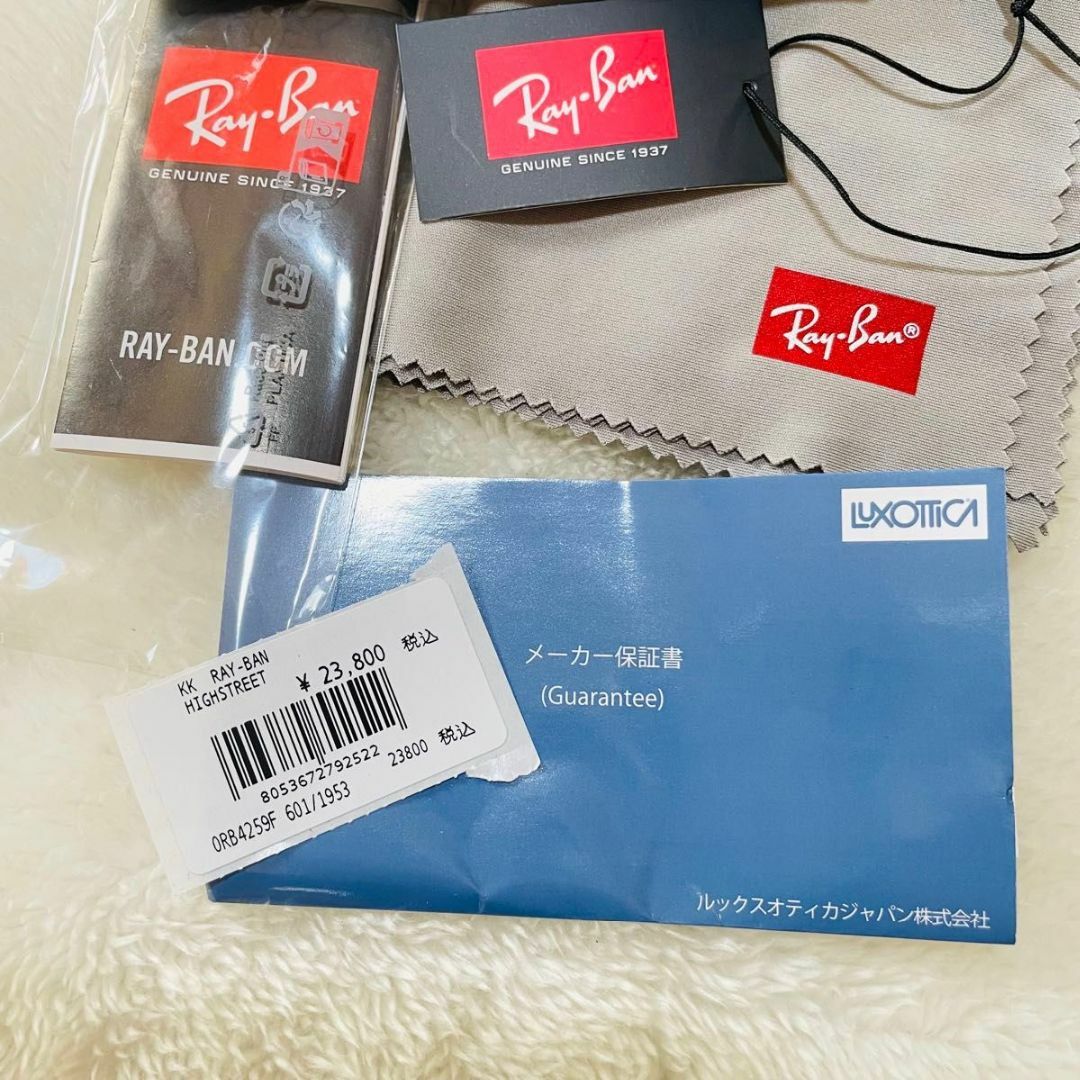 Ray-Ban
GENUINE SINCE 1937
RAY-BAN.COM
Ray-Ban
GENUINE SINCE 1937
Ray-Ban®
LUXOTTICA
メーカー保証書
(Guarantee)
ルックスオティカジャパン株式会社
KK RAY-BAN
HIGHSTREET
¥ 23,800 税込
8053672792522
23800 税込
0RB4259F 601/1953
プラ